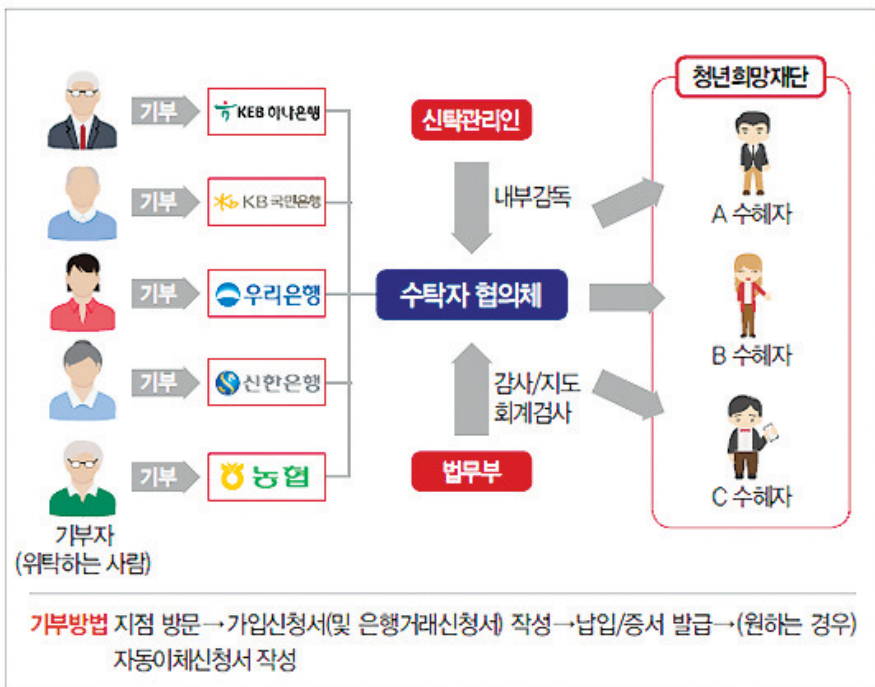 청년희망재단
기부
KEB 하나은행
신탁관리인
내부감독
A 수혜자
기부
KB 국민은행
기부
우리은행
수탁자 협의체
B 수혜자
기부
신한은행
감사/지도
회계검사
기부
농협
법무부
C 수혜자
기부자
(위탁하는 사람)
기부방법 지점 방문→가입신청서(및 은행거래신청서) 작성→납입/증서 발급→(원하는 경우)
자동이체신청서 작성